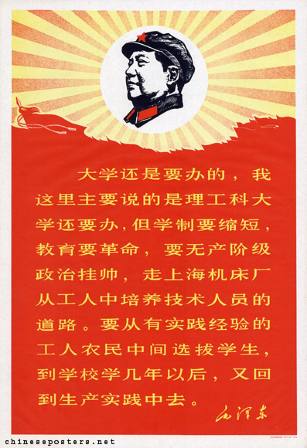 大学还是要办的，我
这里主要说的是理工科大
学还要办，但学制要缩短，
教育要革命，要无产阶级
政治挂帅，走上海机床厂
从工人中培养技术人员的
道路。要从有实践经验的
工人农民中间选拔学生，
到学校学几年以后，又回
到生产实践中去。
毛泽东
chineseposters.net